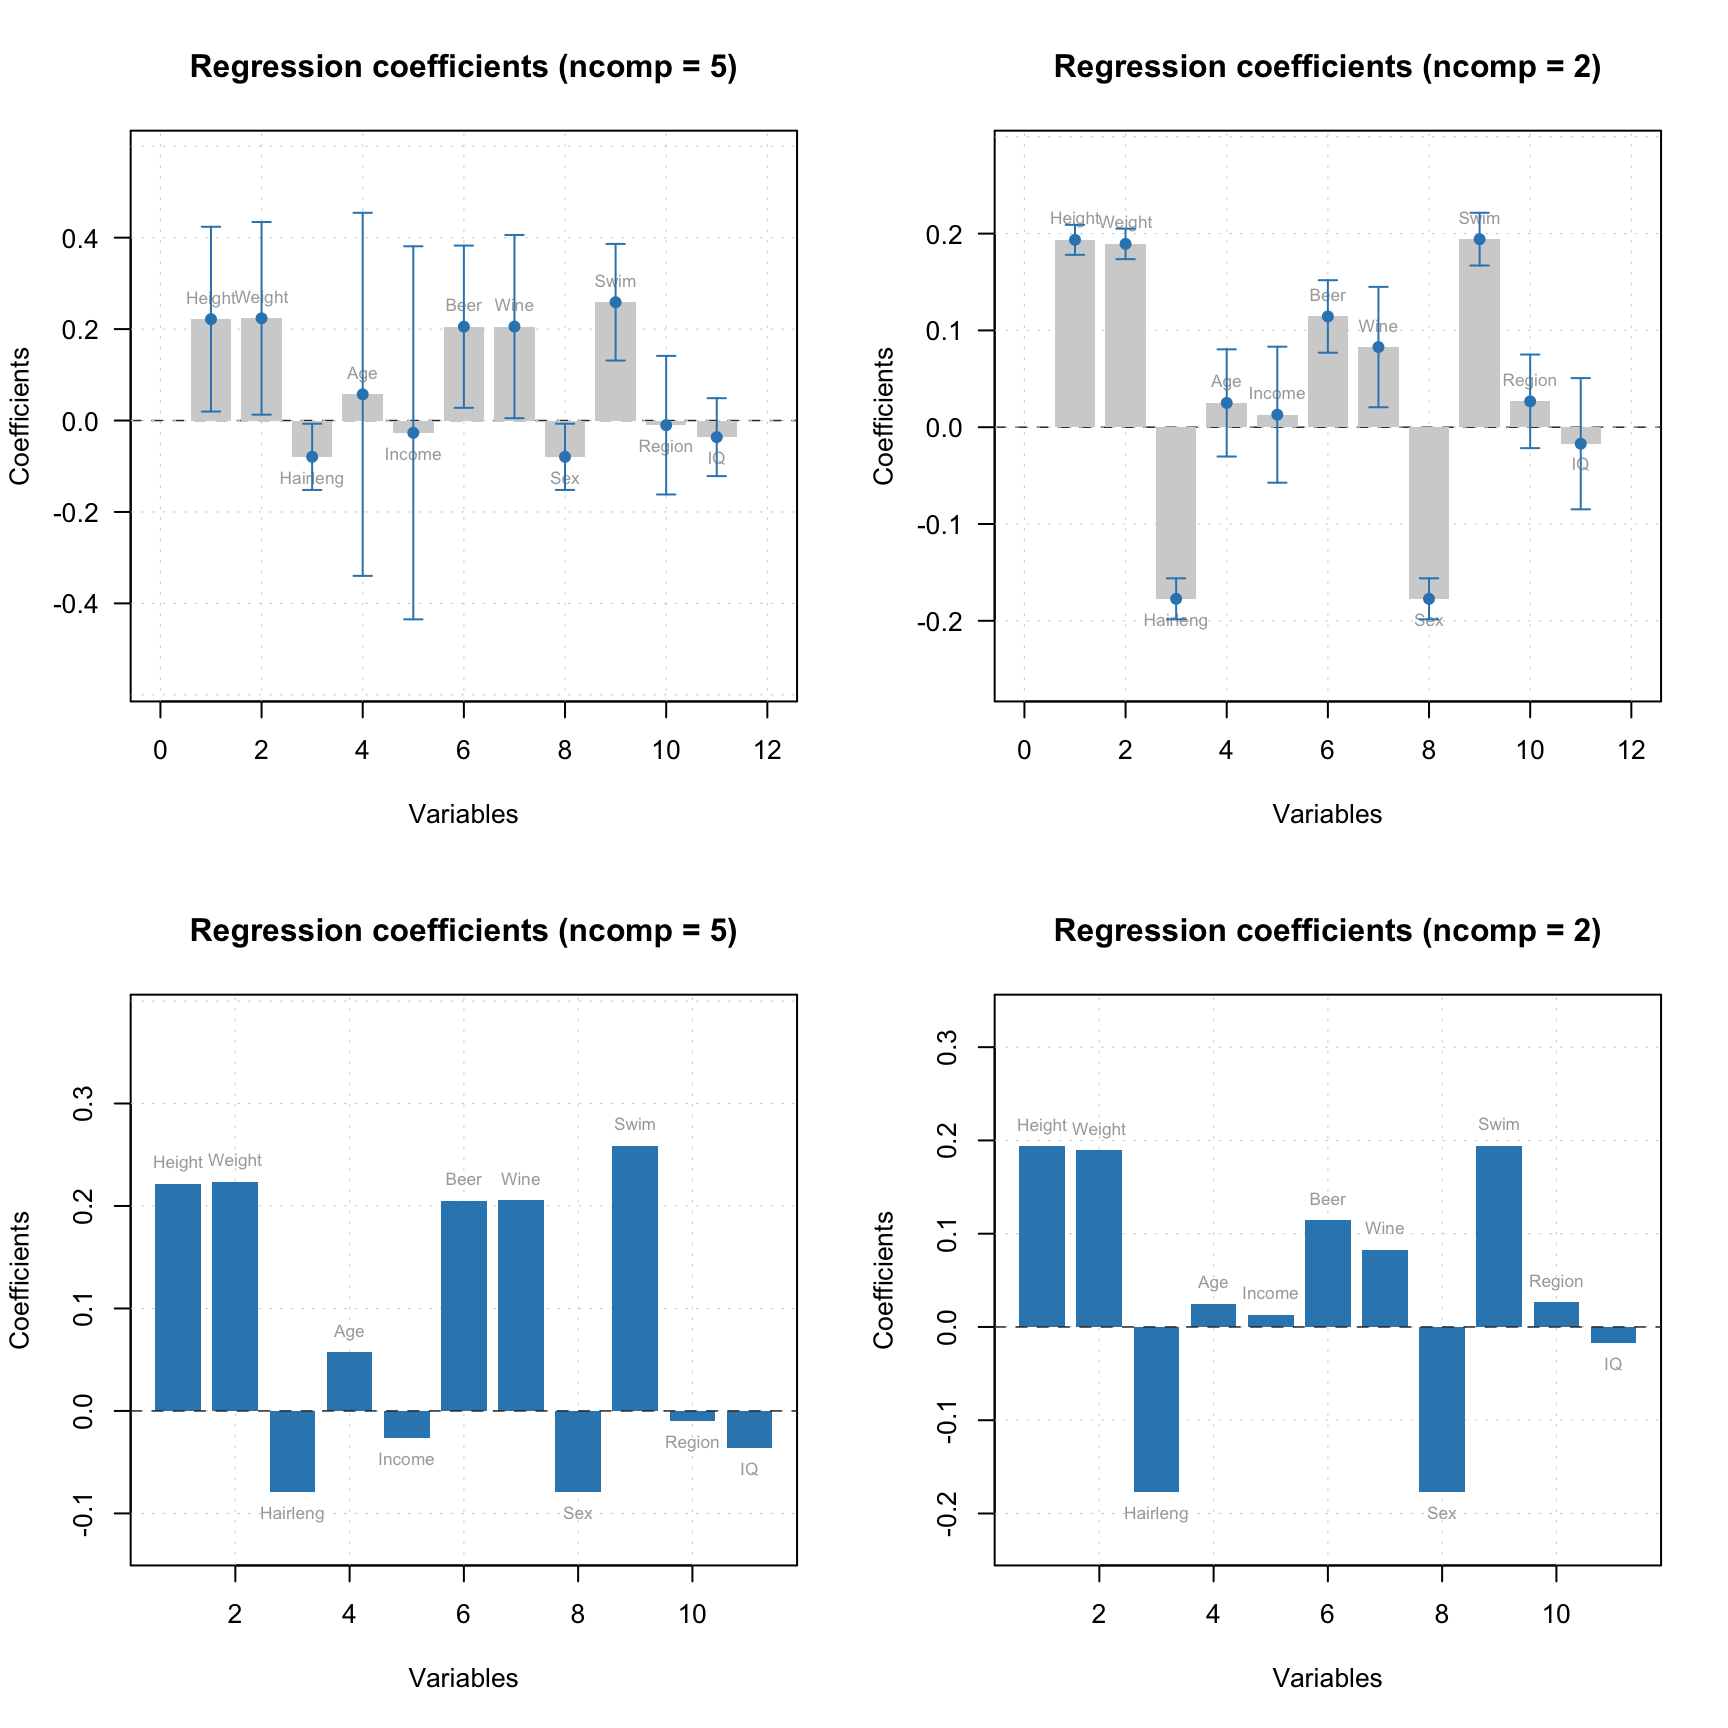 Regression coefficients (ncomp = 5)
Coefficients
0.4
0.2
0.0
-0.2
-0.4
Height
Weight
Hairleng
Age
Income
Beer
Wine
Sex
Swim
Region
IQ
0 2 4 6 8 10 12
Variables
Regression coefficients (ncomp = 2)
Coefficients
0.2
0.1
0.0
-0.1
-0.2
Height
Weight
Hairleng
Age
Income
Beer
Wine
Sex
Swim
Region
IQ
0 2 4 6 8 10 12
Variables
Regression coefficients (ncomp = 5)
Coefficients
0.3
0.2
0.1
0.0
-0.1
Height
Weight
Hairleng
Age
Income
Beer
Wine
Sex
Swim
Region
IQ
2 4 6 8 10
Variables
Regression coefficients (ncomp = 2)
Coefficients
0.3
0.2
0.1
0.0
-0.1
-0.2
Height
Weight
Hairleng
Age
Income
Beer
Wine
Sex
Swim
Region
IQ
2 4 6 8 10
Variables